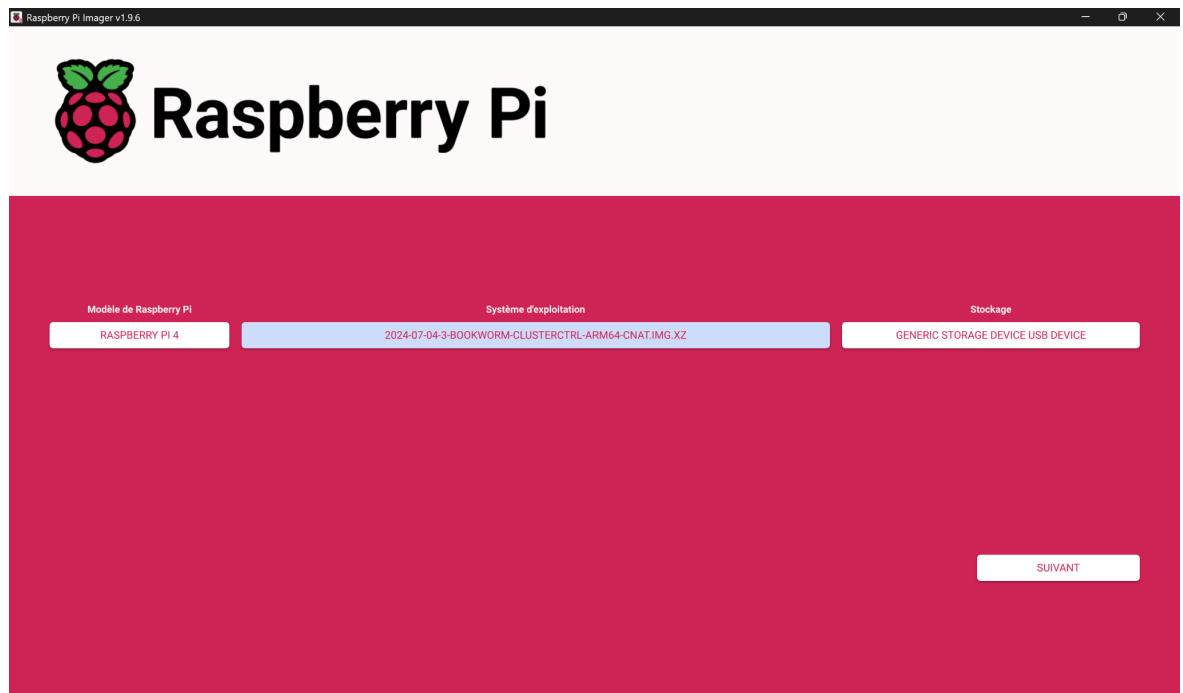 Raspberry Pi Imager v1.9.6
Raspberry Pi
Modèle de Raspberry Pi
Système d'exploitation
Stockage
RASPBERRY PI 4
2024-07-04-3-BOOKWORM-CLUSTERCTRL-ARM64-CNAT.IMG.XZ
GENERIC STORAGE DEVICE USB DEVICE
SUIVANT